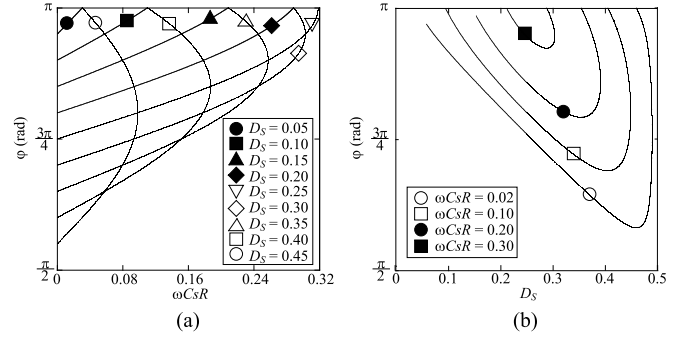 π
φ (rad)
3
4
π
π
2
0
0.08
0.16
0.24
0.32
ωCsR
D_S = 0.05
D_S = 0.10
D_S = 0.15
D_S = 0.20
D_S = 0.25
D_S = 0.30
D_S = 0.35
D_S = 0.40
D_S = 0.45
(a)
π
φ (rad)
3
4
π
π
2
0
0.1
0.2
0.3
0.4
0.5
D_S
ωCsR = 0.02
ωCsR = 0.10
ωCsR = 0.20
ωCsR = 0.30
(b)